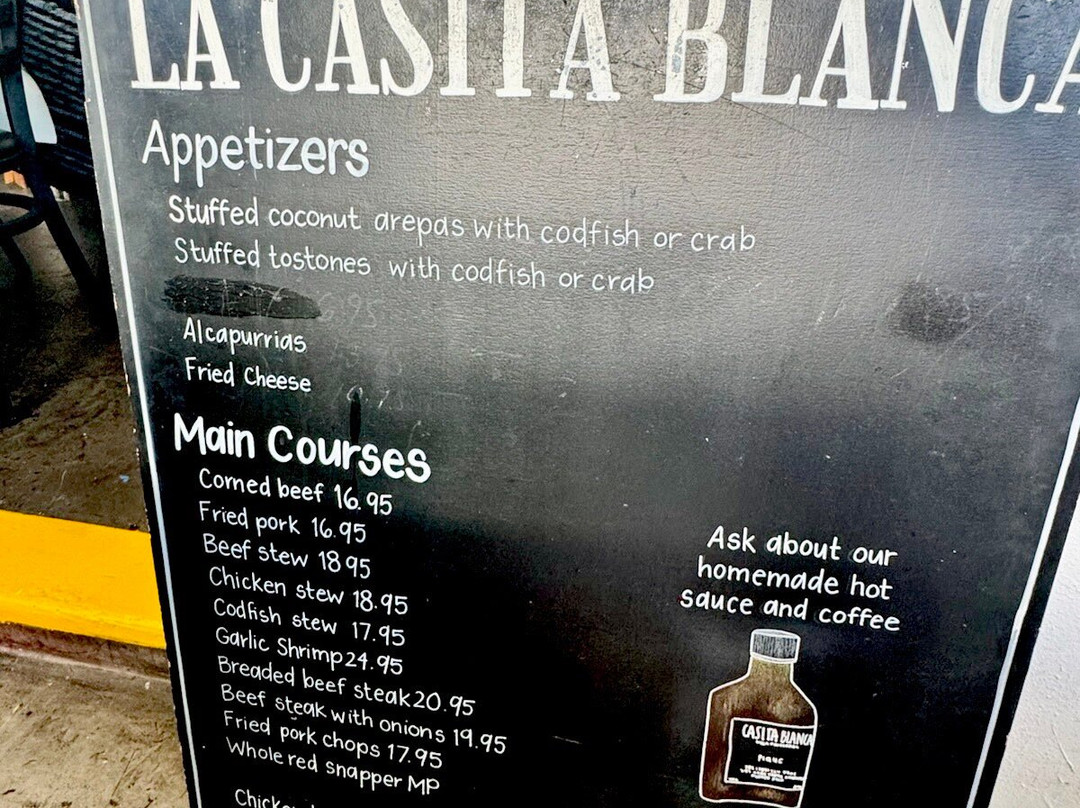 LA CASITA BLANCA
Appetizers
Stuffed coconut arepas with codfish or crab
Stuffed tostones with codfish or crab
6.95
Alcapurrias
Fried Cheese
Main Courses
Corned beef 16.95
Fried pork 16.95
Beef stew 18 95
Chicken stew 18.95
Codfish stew 17.95
Garlic Shrimp 24.95
Breaded beef steak 20.95
Beef steak with onions 19.95
Fried pork chops 17.95
Whole red snapper MP
Ask about our
homemade hot
sauce and coffee
CASITA BLANCA
PIQUE